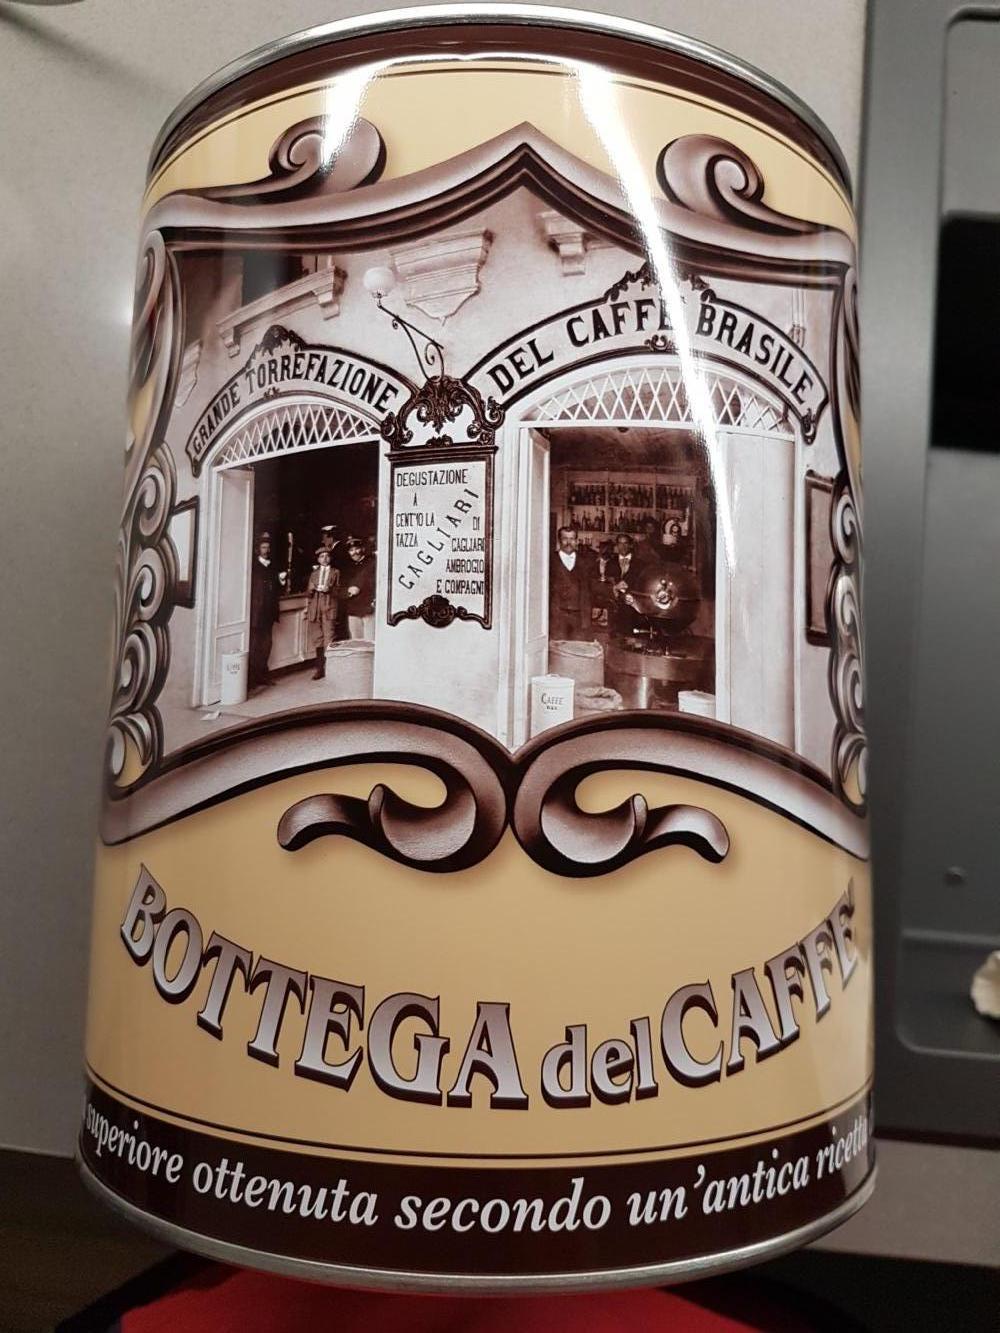 GRANDE TORREFAZIONE
DEL CAFFE BRASILE
DEGUSTAZIONE
A
CENT'10 LA
TAZZA
CAGLIARI
DI
CAGLIARI
AMBROGIO
E COMPAGNI
CAFFE
BOTTEGA del CAFFE'
superiore ottenuta secondo un'antica ricetta